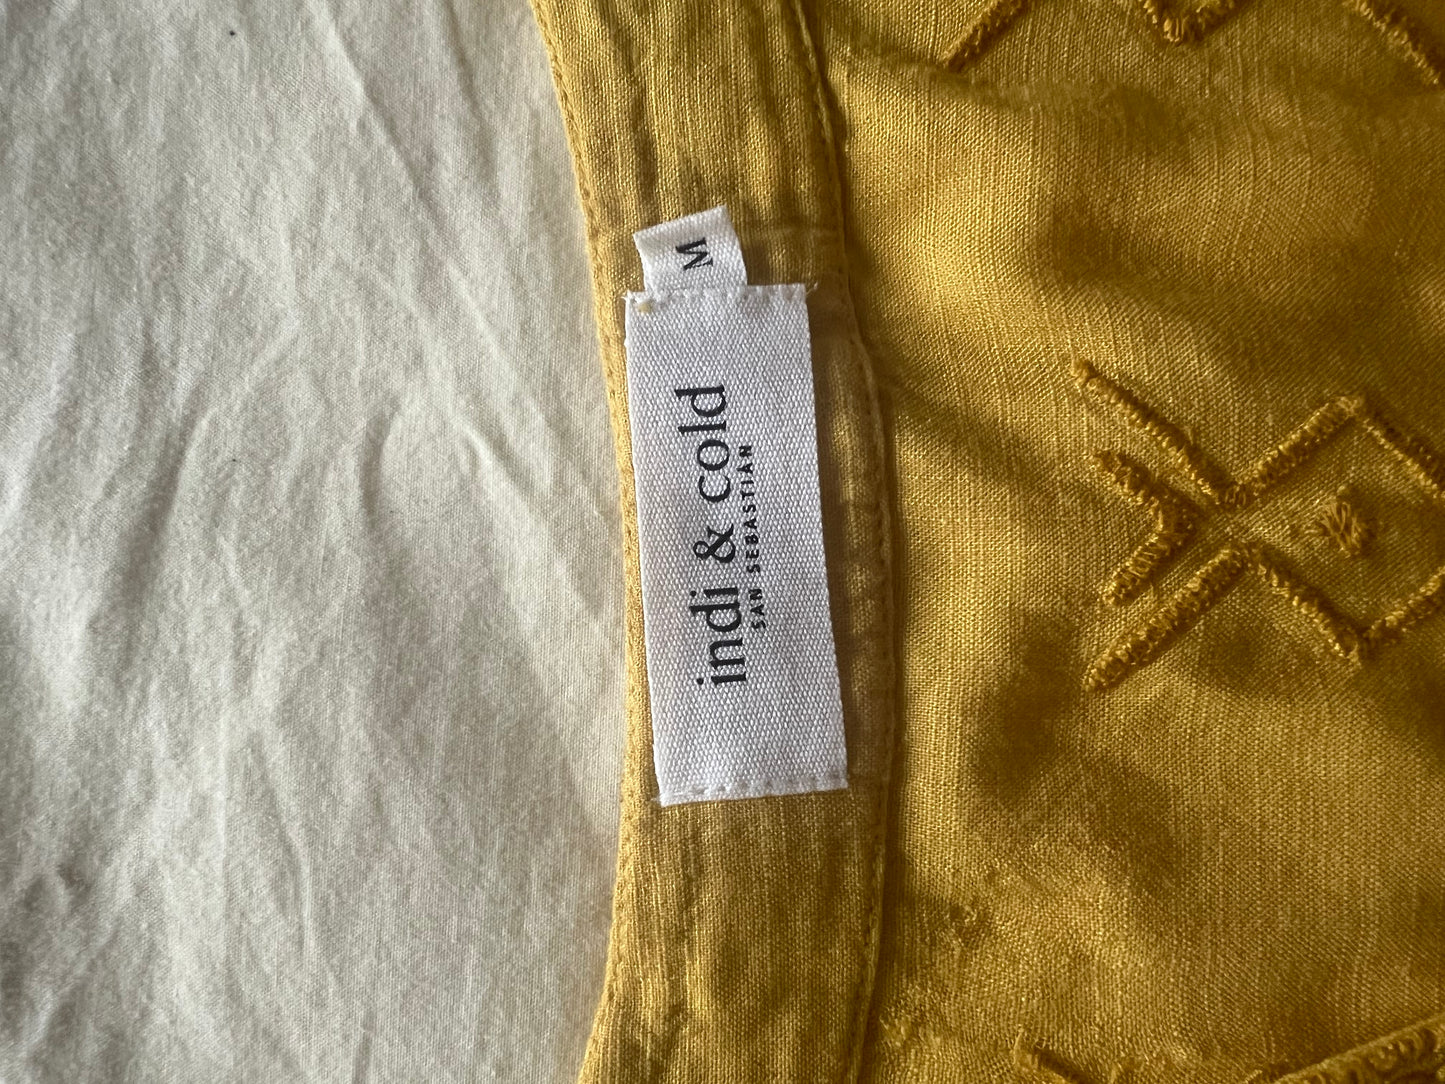 M
indi & cold
SAN SEBASTIÁN